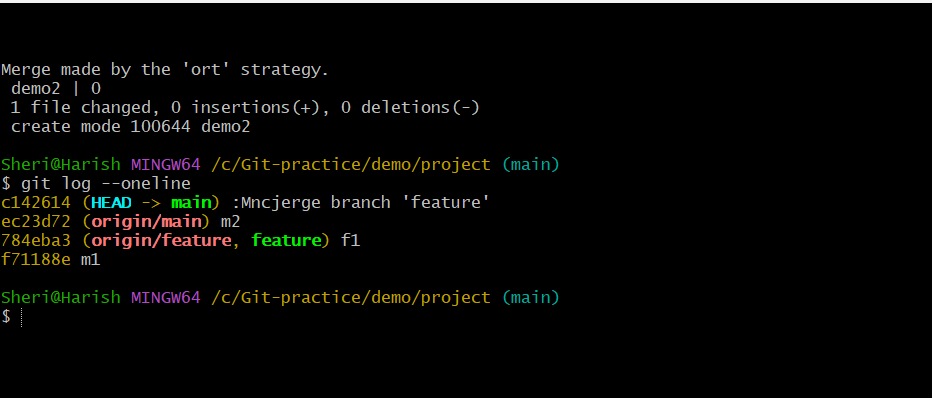 Merge made by the 'ort' strategy.
 demo2 | 0
 1 file changed, 0 insertions(+), 0 deletions(-)
 create mode 100644 demo2
Sheri@Harish MINGW64 /c/Git-practice/demo/project (main)
$ git log --oneline
c142614 (HEAD -> main) :Mncjerge branch 'feature'
ec23d72 (origin/main) m2
784eba3 (origin/feature, feature) f1
f71188e m1
Sheri@Harish MINGW64 /c/Git-practice/demo/project (main)
$